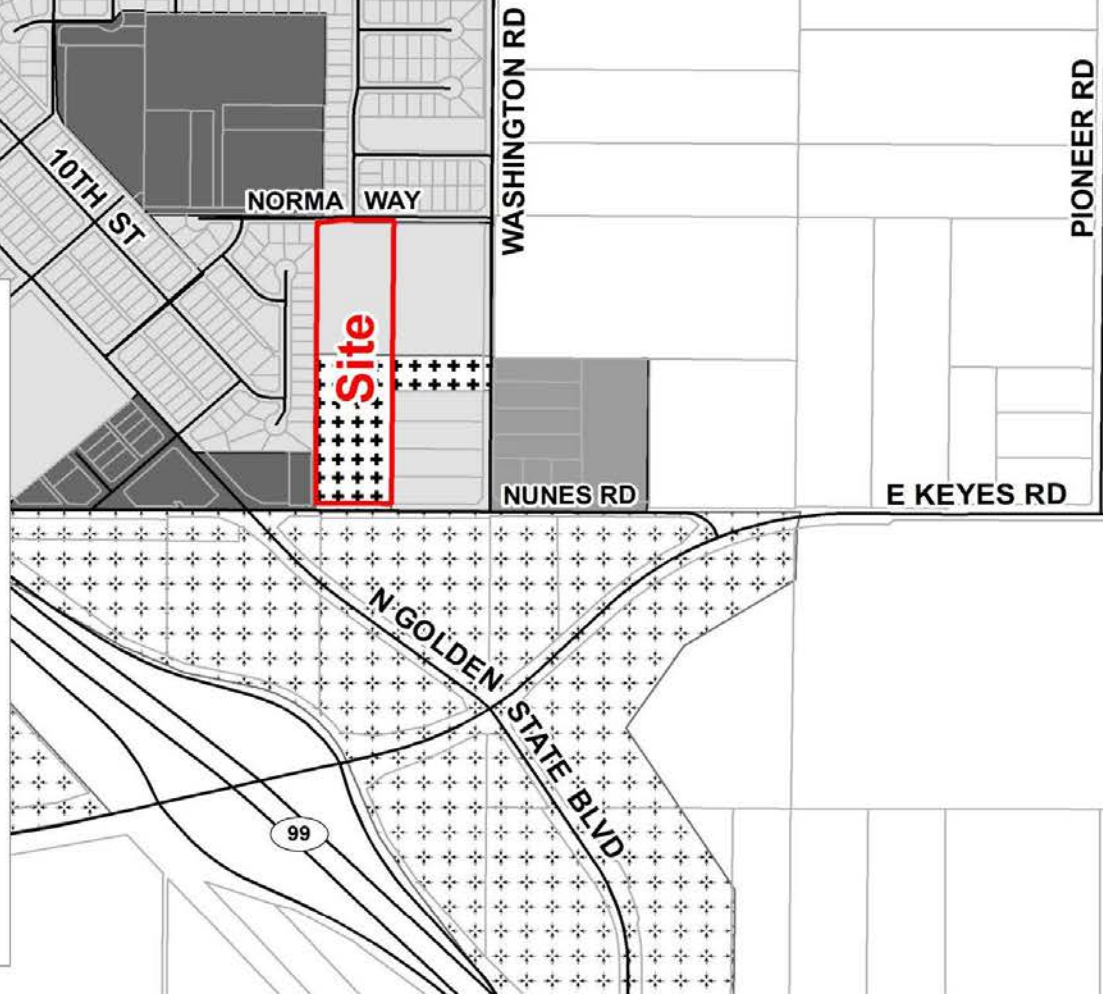 WASHINGTON RD
PIONEER RD
10TH ST
NORMA WAY
Site
NUNES RD
E KEYES RD
N GOLDEN STATE BLVD
99